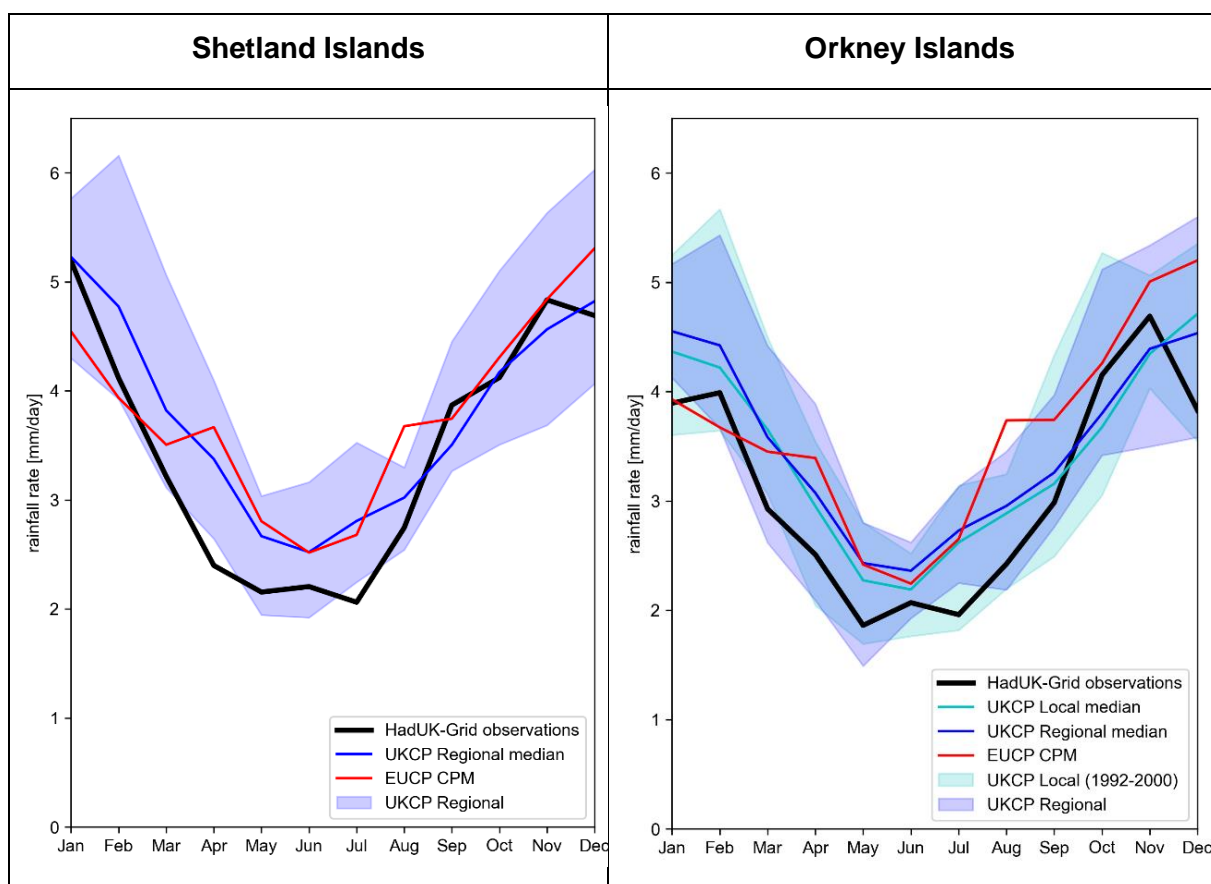 Shetland Islands
Orkney Islands
rainfall rate [mm/day]
6
5
4
3
2
1
0
Jan Feb Mar Apr May Jun Jul Aug Sep Oct Nov Dec
HadUK-Grid observations
UKCP Regional median
EUCP CPM
UKCP Regional
rainfall rate [mm/day]
6
5
4
3
2
1
0
Jan Feb Mar Apr May Jun Jul Aug Sep Oct Nov Dec
HadUK-Grid observations
UKCP Local median
UKCP Regional median
EUCP CPM
UKCP Local (1992-2000)
UKCP Regional